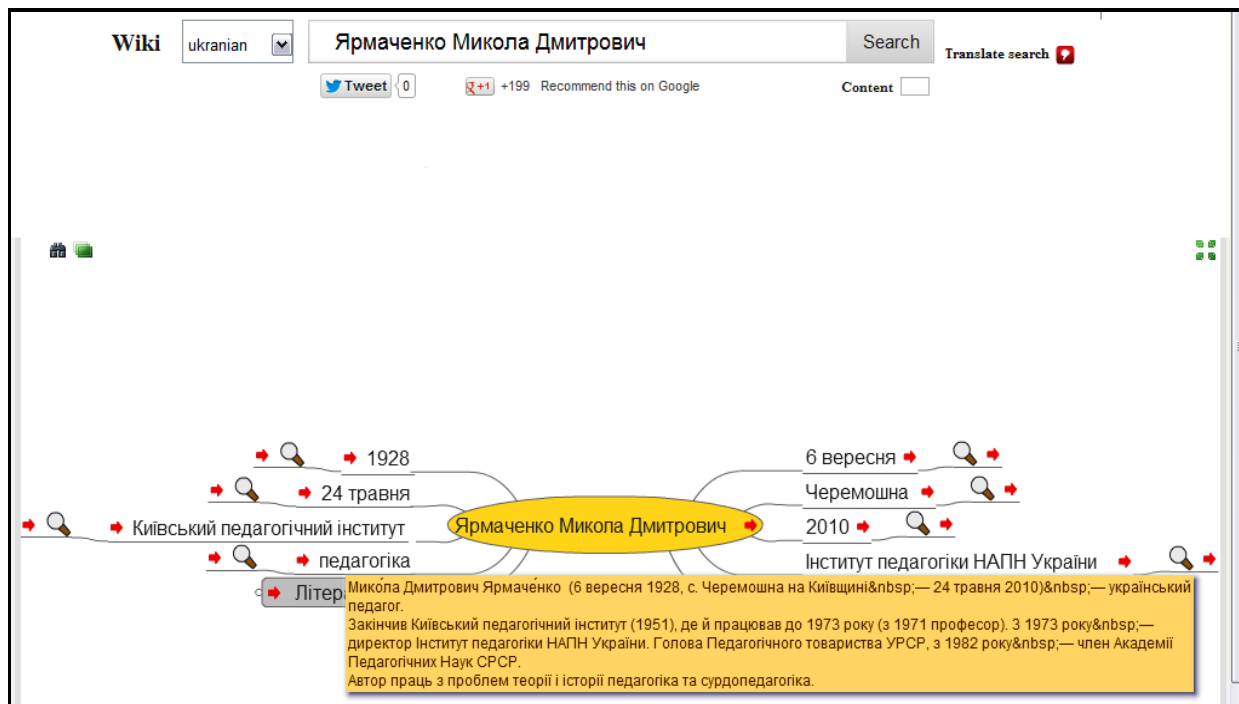 Wiki ukranian Ярмаченко Микола Дмитрович Search Translate search
Tweet 0 +1 +199 Recommend this on Google Content
1928 6 вересня
24 травня Черемошна
Київський педагогічний інститут Ярмаченко Микола Дмитрович 2010
педагогіка Інститут педагогіки НАПН України
Мико́ла Дмитрович Ярмаче́нко (6 вересня 1928, с. Черемошна на Київщині&nbsp;— 24 травня 2010)&nbsp;— український
педагог.
Закінчив Київський педагогічний інститут (1951), де й працював до 1973 року (з 1971 професор). З 1973 року&nbsp;—
директор Інститут педагогіки НАПН України. Голова Педагогічного товариства УРСР, з 1982 року&nbsp;— член Академії
Педагогічних Наук СРСР.
Автор праць з проблем теорії і історії педагогіка та сурдопедагогіка.